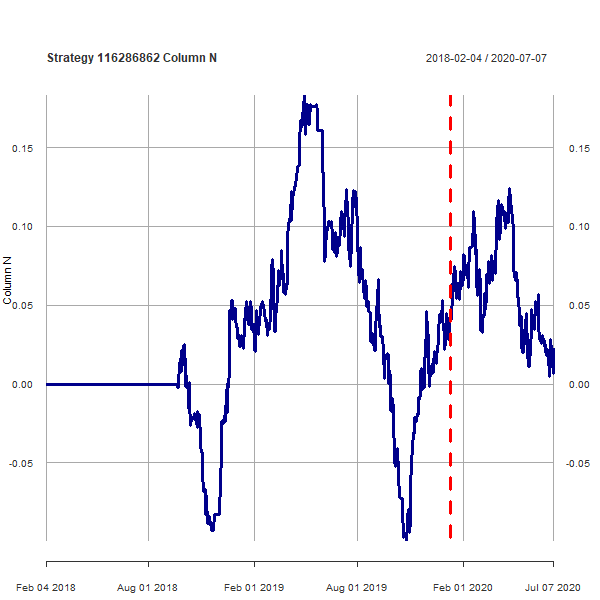 Strategy 116286862 Column N
2018-02-04 / 2020-07-07
Column N
0.15
0.10
0.05
0.00
-0.05
0.15
0.10
0.05
0.00
-0.05
Feb 04 2018
Aug 01 2018
Feb 01 2019
Aug 01 2019
Feb 01 2020
Jul 07 2020